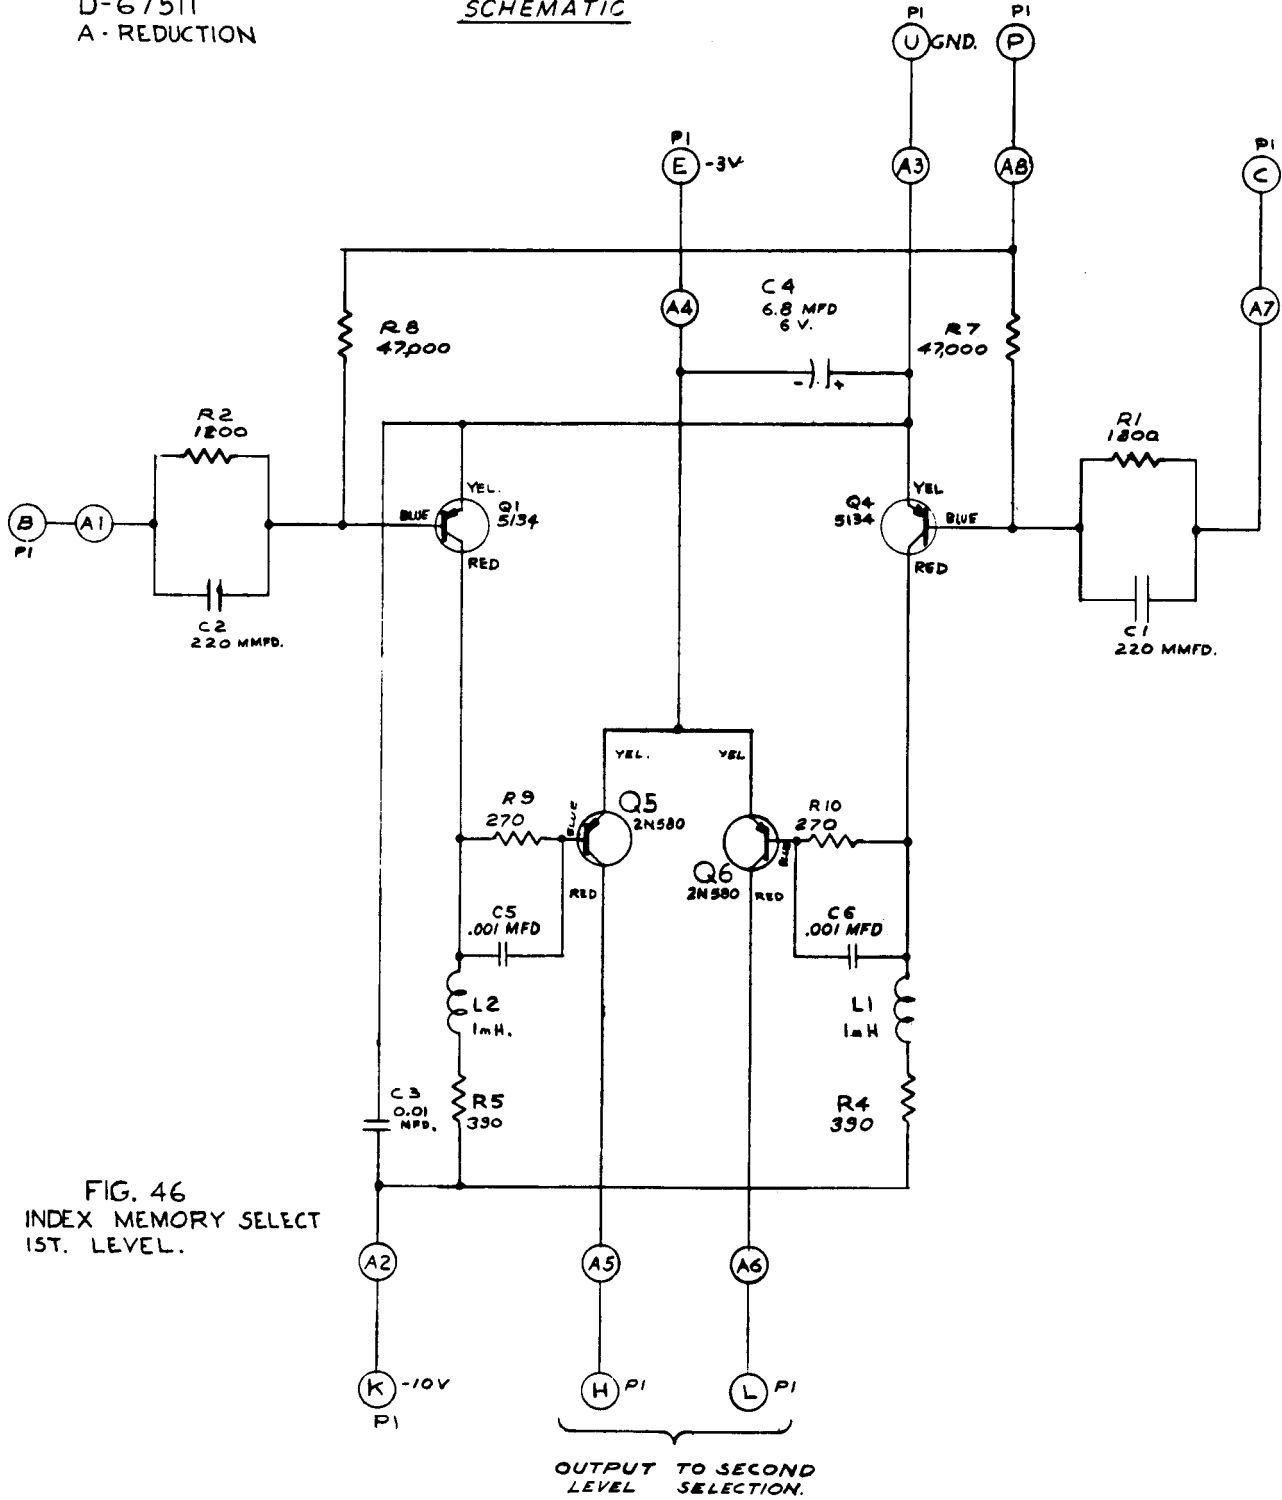 D-67511
A - REDUCTION
SCHEMATIC
P1
U
GND.
P1
P
P1
E
-3V
A3
A8
P1
C
A4
C4
6.8 MFD
6 V.
- +
R8
47,000
R7
47,000
A7
R2
1800
R1
1800
YEL.
Q1
5134
BLUE
RED
Q4
5134
YEL
BLUE
RED
B
P1
A1
C2
220 MMFD.
C1
220 MMFD.
YEL.
YEL
R9
270
BLUE
Q5
2N580
RED
R10
270
BLUE
Q6
2N580
RED
C5
.001 MFD
C6
.001 MFD
L2
1mH.
L1
1mH
C3
0.01
MFD.
R5
390
R4
390
FIG. 46
INDEX MEMORY SELECT
1ST. LEVEL.
A2
A5
A6
K
-10V
P1
H
P1
L
P1
OUTPUT TO SECOND
LEVEL SELECTION.